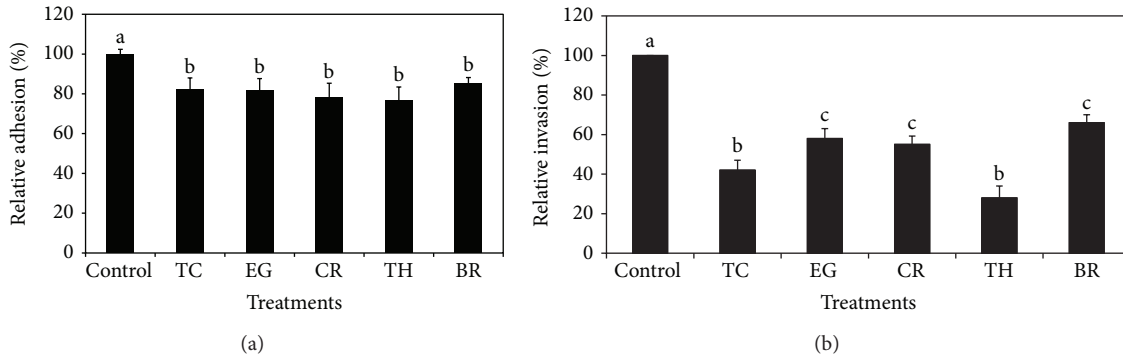 120
100
80
60
40
20
0
Relative adhesion (%)
a
b
b
b
b
b
Control TC EG CR TH BR
Treatments
(a)
120
100
80
60
40
20
0
Relative invasion (%)
a
b
c
c
b
c
Control TC EG CR TH BR
Treatments
(b)